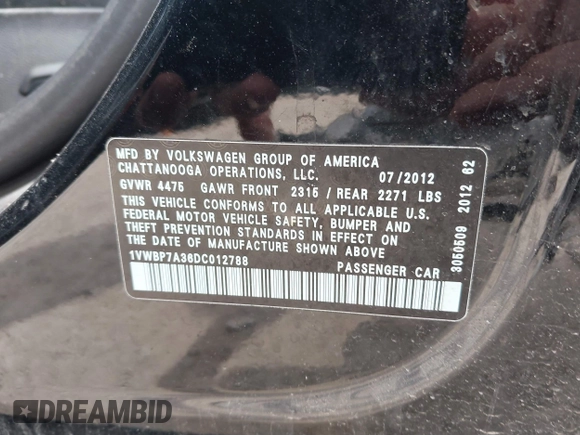 MFD BY VOLKSWAGEN GROUP OF AMERICA
CHATTANOOGA OPERATIONS, LLC. 07/2012
GVWR 4475 GAWR FRONT 2315 / REAR 2271 LBS
THIS VEHICLE CONFORMS TO ALL APPLICABLE U.S.
FEDERAL MOTOR VEHICLE SAFETY, BUMPER AND
THEFT PREVENTION STANDARDS IN EFFECT ON
THE DATE OF MANUFACTURE SHOWN ABOVE
1VWBP7A36DC012788 PASSENGER CAR
3050509 2012 62
DREAMBID